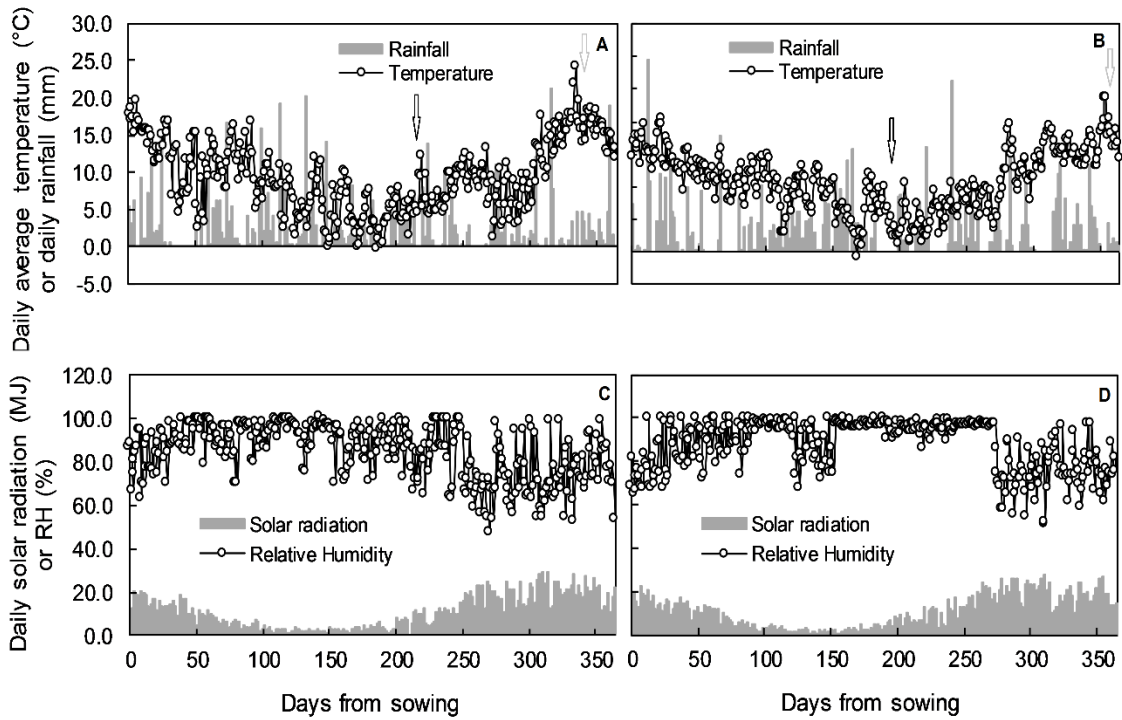 Daily average temperature (°C)
or daily rainfall (mm)
30.0
25.0
20.0
15.0
10.0
5.0
0.0
-5.0
A
Rainfall
Temperature
B
Rainfall
Temperature
Daily solar radiation (MJ)
or RH (%)
120.0
100.0
80.0
60.0
40.0
20.0
0.0
C
Solar radiation
Relative Humidity
D
Solar radiation
Relative Humidity
0 50 100 150 200 250 300 350
0 50 100 150 200 250 300 350
Days from sowing
Days from sowing